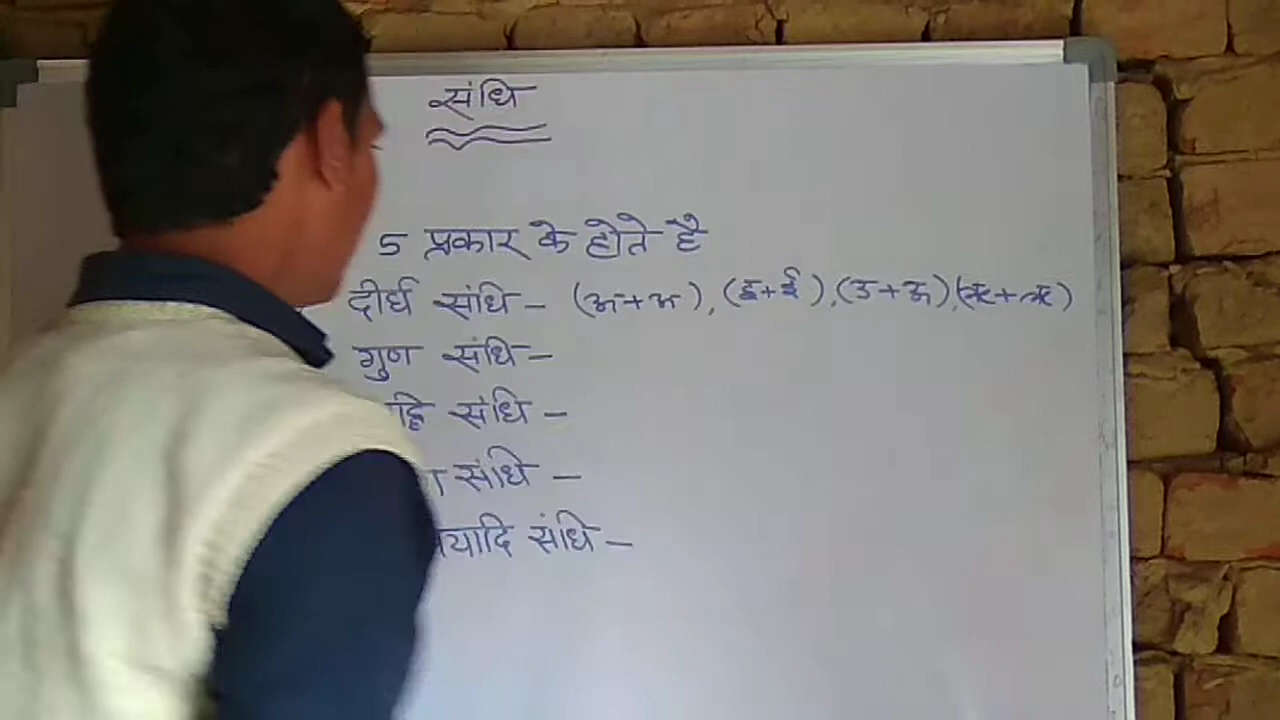 संधि
5 प्रकार के होते है
दीर्घ संधि - (अ+अ), (इ+ई), (उ+ऊ), (ऋ+ऋ)
गुण संधि -
संधि -
संधि -
यादि संधि -